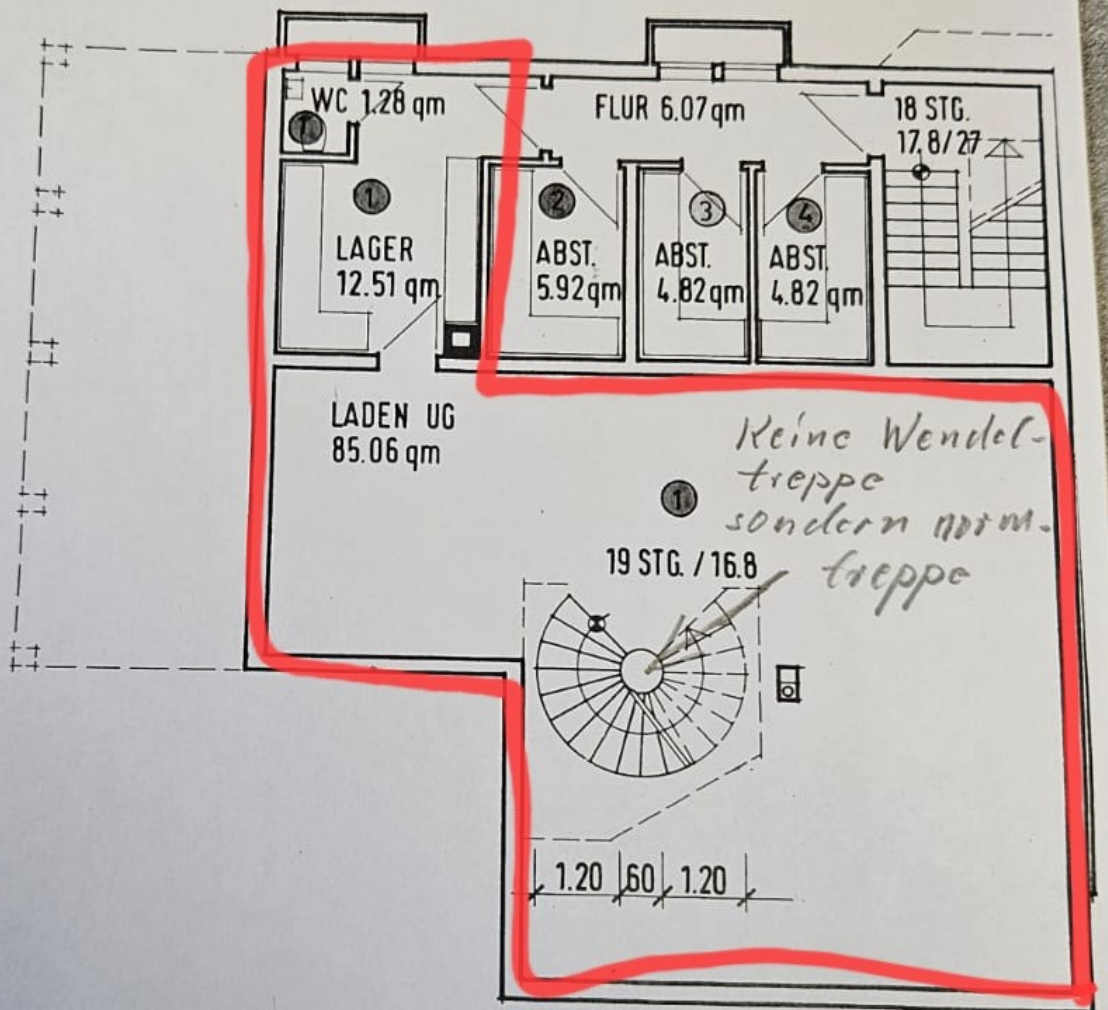 WC 1.28 qm
FLUR 6.07 qm
18 STG.
17.8/27
1.
1.
2
3
4
LAGER
12.51 qm
ABST.
5.92 qm
ABST.
4.82 qm
ABST.
4.82 qm
LADEN UG
85.06 qm
Keine Wendel-
treppe
sondern norm.
treppe
1.
19 STG. / 16.8
1.20 60 1.20